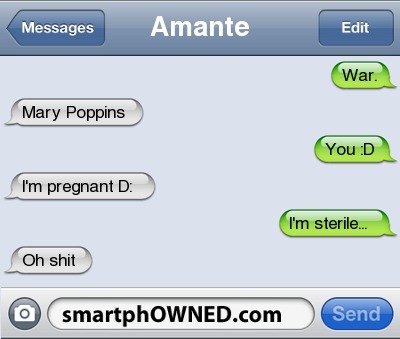 Messages
Amante
Edit
War.
Mary Poppins
You :D
I'm pregnant D:
I'm sterile...
Oh shit
smartphOWNED.com
Send